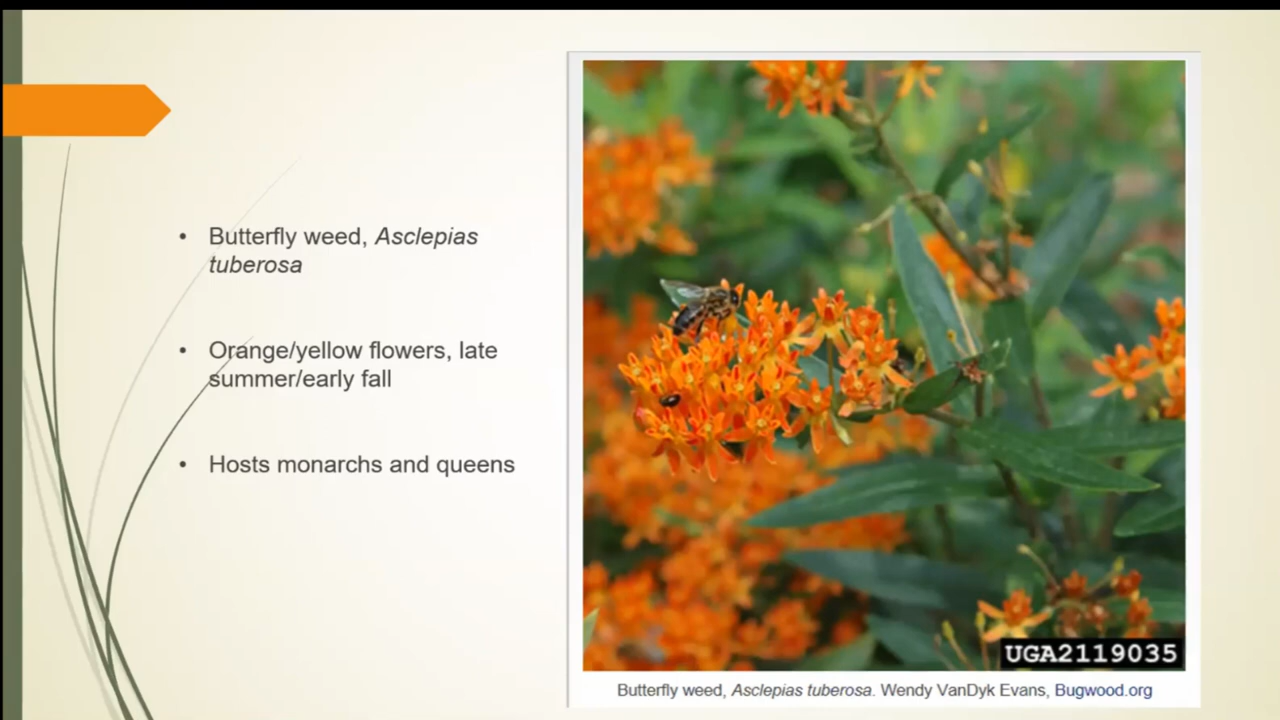 • Butterfly weed, Asclepias
tuberosa
• Orange/yellow flowers, late
summer/early fall
• Hosts monarchs and queens
UGA2119035
Butterfly weed, Asclepias tuberosa. Wendy VanDyk Evans, Bugwood.org